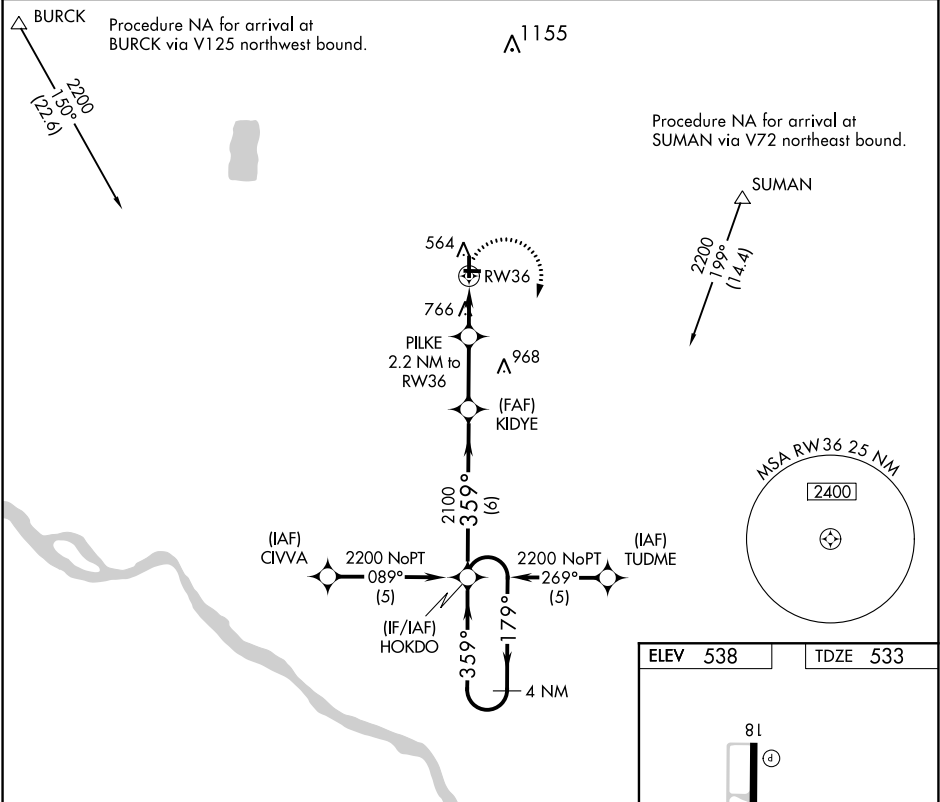 BURCK
Procedure NA for arrival at
BURCK via V125 northwest bound.
1155
2200
150°
(22.6)
Procedure NA for arrival at
SUMAN via V72 northeast bound.
SUMAN
2200
199°
(14.4)
564
RW36
766
PILKE
2.2 NM to
RW36
968
(FAF)
KIDYE
2100
359°
(6)
MSA RW36 25 NM
2400
(IAF)
CIVVA
2200 NoPT
089°
(5)
2200 NoPT
269°
(5)
(IAF)
TUDME
(IF/IAF)
HOKDO
359°
179°
4 NM
ELEV 538
TDZE 533
18
P